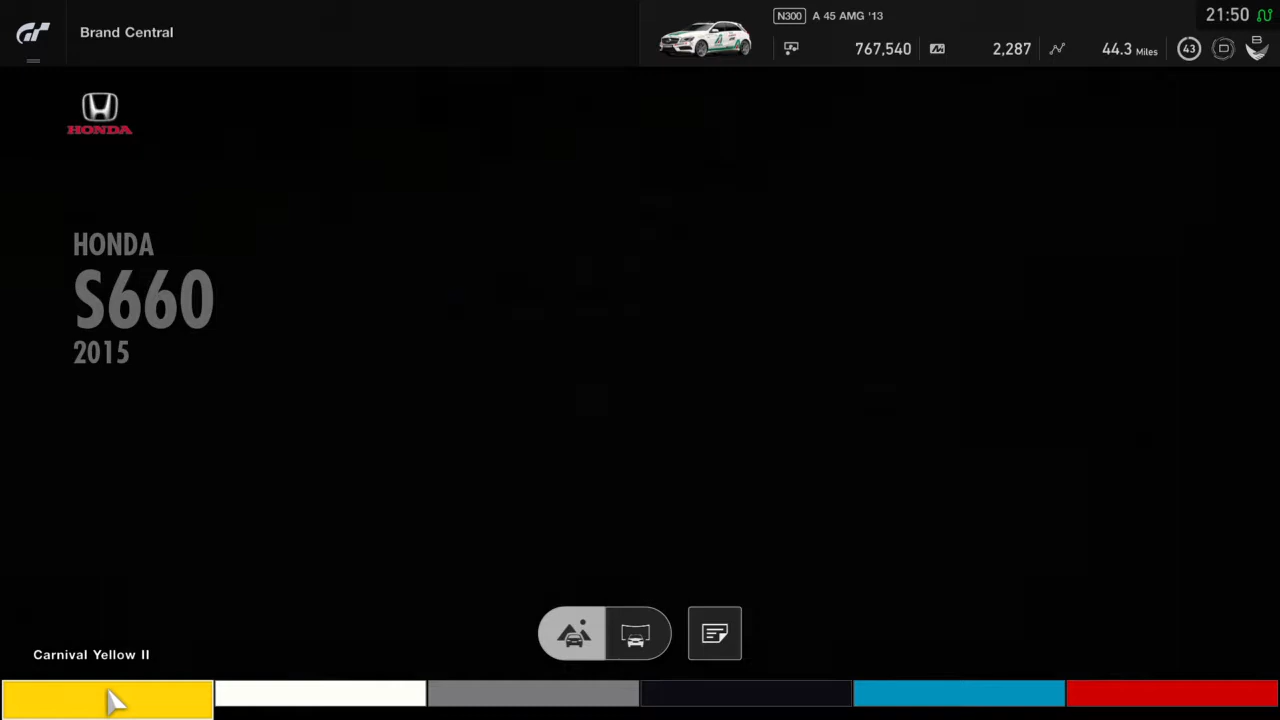 Brand Central
N300 A 45 AMG '13
21:50
767,540
2,287
44.3 Miles
43
B
HONDA
HONDA
S660
2015
Carnival Yellow II